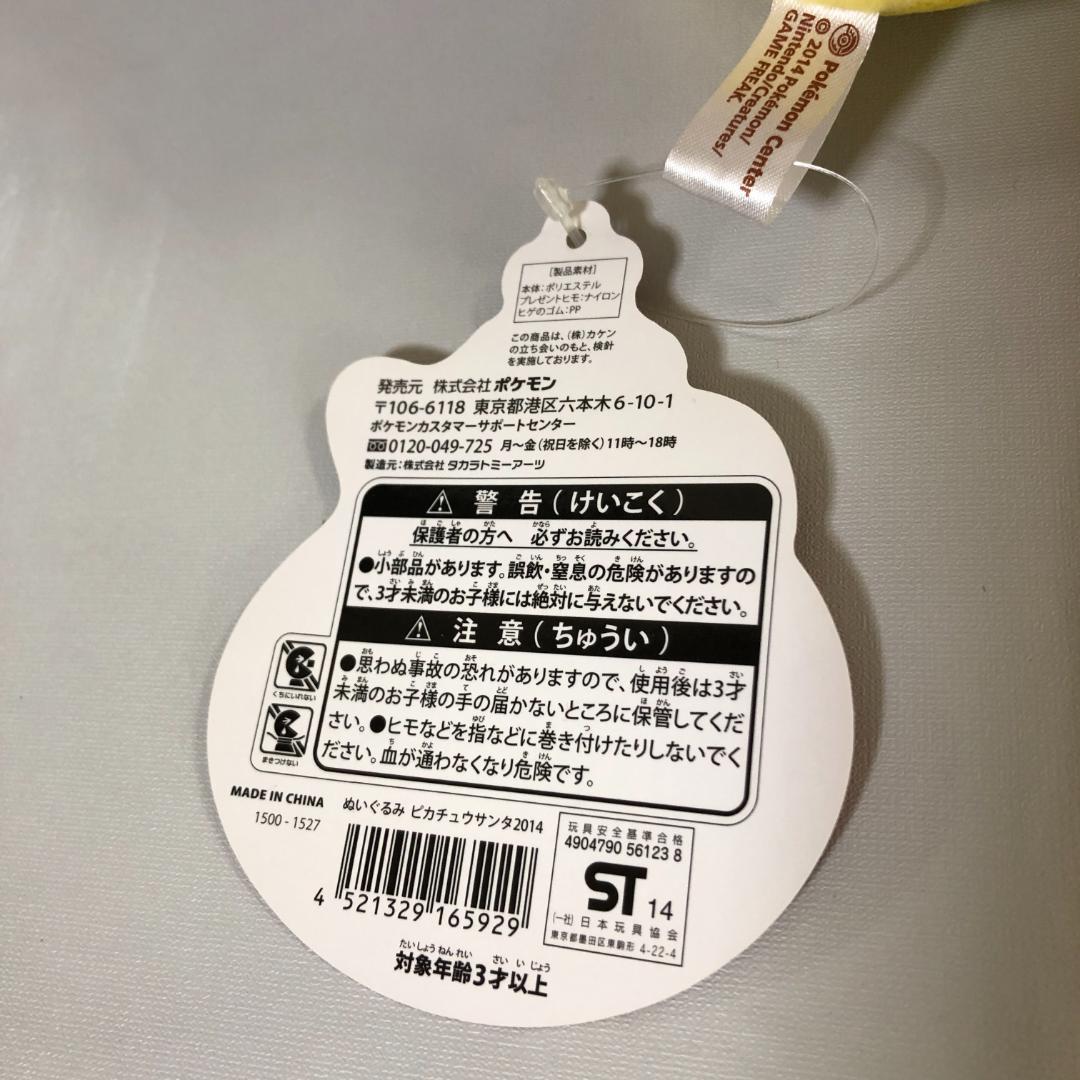 Pokémon Center
© 2014 Pokémon/
Nintendo/Creatures/
GAME FREAK.
[製品素材]
本体:ポリエステル
プレゼントヒモ:ナイロン
ヒゲのゴム:PP
この商品は、(株)カケン
の立ち会いのもと、検針
を実施しております。
発売元 株式会社ポケモン
〒106-6118 東京都港区六本木6-10-1
ポケモンカスタマーサポートセンター
0120-049-725 月~金(祝日を除く)11時~18時
製造元:株式会社 タカラトミーアーツ
⚠ 警告(けいこく)
保護者の方へ 必ずお読みください。
●小部品があります。誤飲・窒息の危険がありますの
で、3才未満のお子様には絶対に与えないでください。
⚠ 注意(ちゅうい)
●思わぬ事故の恐れがありますので、使用後は3才
未満のお子様の手の届かないところに保管してくだ
さい。●ヒモなどを指などに巻き付けたりしないでく
ださい。血が通わなくなり危険です。
くちにいれない
まきつけない
MADE IN CHINA
1500 - 1527
ぬいぐるみ ピカチュウサンタ2014
4 521329 165929
玩具安全基準合格
4904790 56123 8
ST 14
(一社)日本玩具協会
東京都墨田区東駒形 4-22-4
対象年齢3才以上